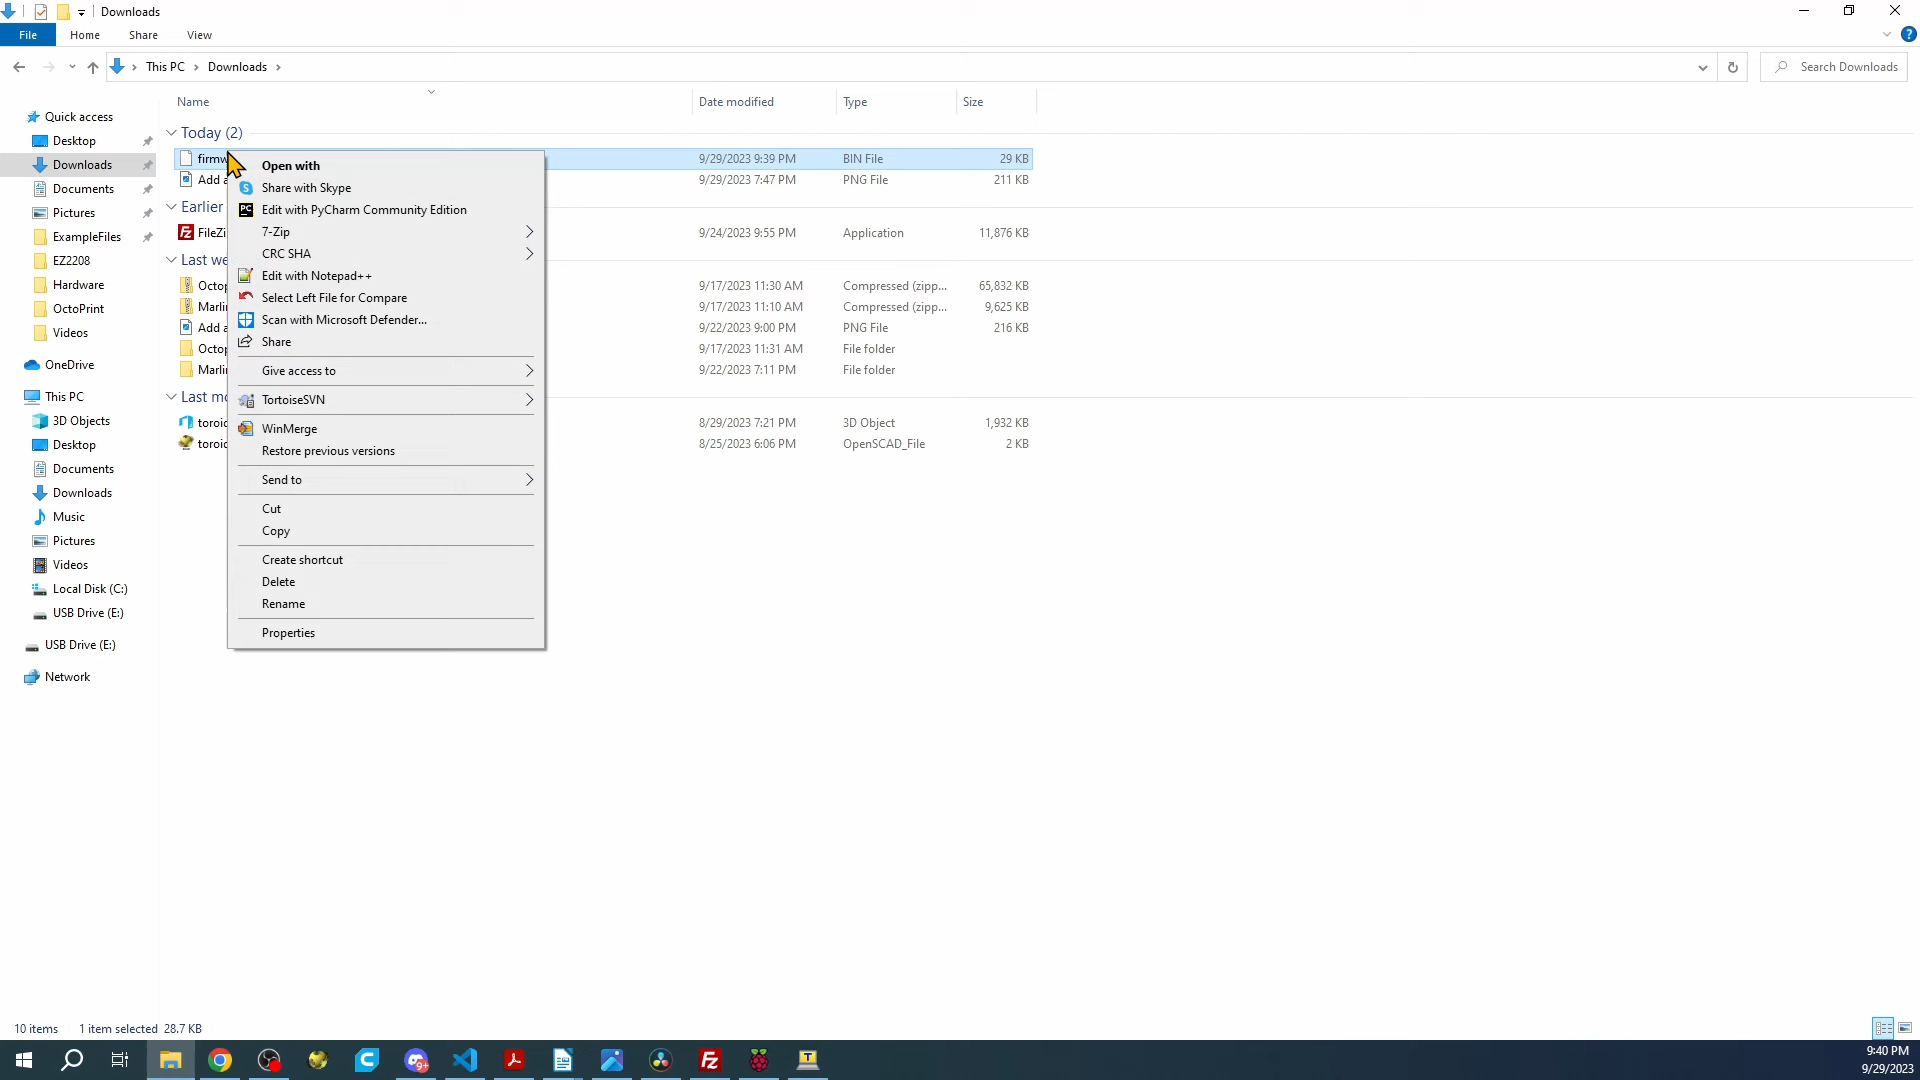 Downloads
File Home Share View
This PC Downloads
Search Downloads
Name Date modified Type Size
Quick access
Desktop
Downloads
Documents
Pictures
ExampleFiles
EZ2208
Hardware
OctoPrint
Videos
OneDrive
This PC
3D Objects
Desktop
Documents
Downloads
Music
Pictures
Videos
Local Disk (C:)
USB Drive (E:)
USB Drive (E:)
Network
Today (2)
firmw 9/29/2023 9:39 PM BIN File 29 KB
Add a 9/29/2023 7:47 PM PNG File 211 KB
Earlier
FileZi 9/24/2023 9:55 PM Application 11,876 KB
Last we
Octop 9/17/2023 11:30 AM Compressed (zipp... 65,832 KB
Marlin 9/17/2023 11:10 AM Compressed (zipp... 9,625 KB
Add a 9/22/2023 9:00 PM PNG File 216 KB
Octop 9/17/2023 11:31 AM File folder
Marlin 9/22/2023 7:11 PM File folder
Last mo
toroid 8/29/2023 7:21 PM 3D Object 1,932 KB
toroid 8/25/2023 6:06 PM OpenSCAD_File 2 KB
Open with
Share with Skype
Edit with PyCharm Community Edition
7-Zip
CRC SHA
Edit with Notepad++
Select Left File for Compare
Scan with Microsoft Defender...
Share
Give access to
TortoiseSVN
WinMerge
Restore previous versions
Send to
Cut
Copy
Create shortcut
Delete
Rename
Properties
10 items 1 item selected 28.7 KB
9:40 PM
9/29/2023